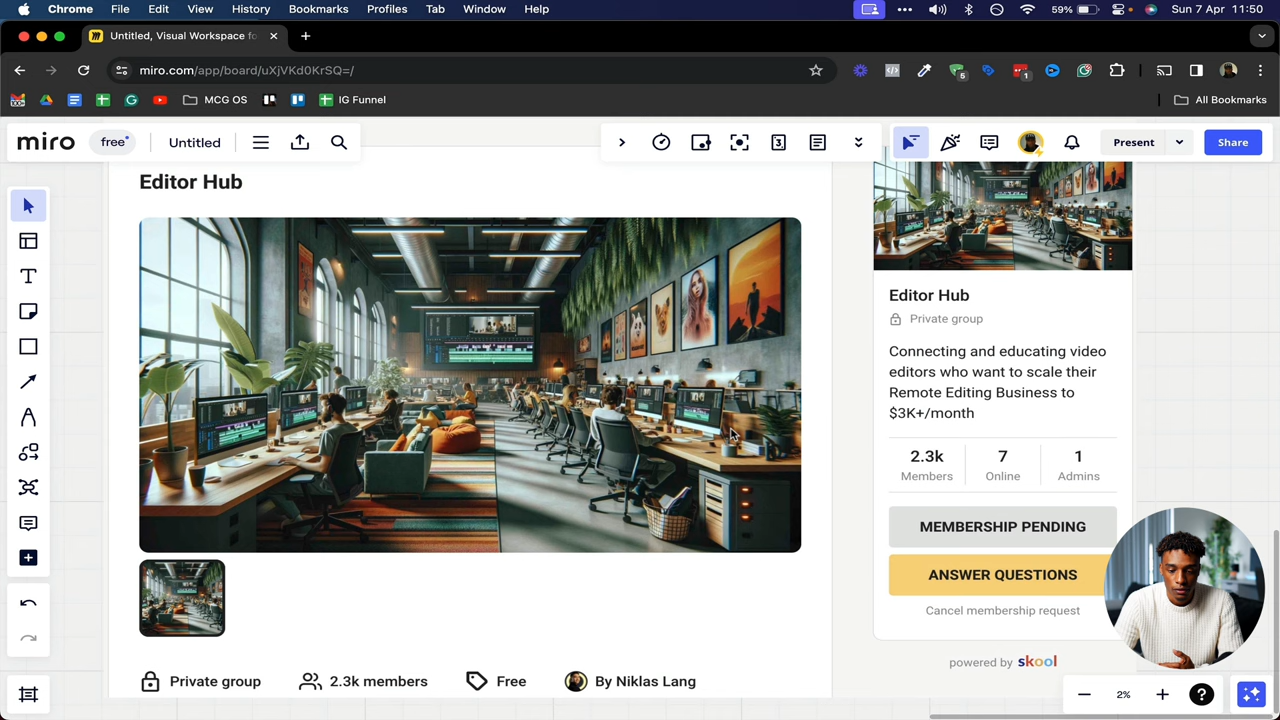 Chrome File Edit View History Bookmarks Profiles Tab Window Help
59% Sun 7 Apr 11:50
Untitled, Visual Workspace fo
miro.com/app/board/uXjVKd0KrSQ=/
5
1
MCG OS
IG Funnel
All Bookmarks
miro
free
Untitled
3
Present
Share
Editor Hub
Private group
2.3k members
Free
By Niklas Lang
Editor Hub
Private group
Connecting and educating video
editors who want to scale their
Remote Editing Business to
$3K+/month
2.3k 7 1
Members Online Admins
MEMBERSHIP PENDING
ANSWER QUESTIONS
Cancel membership request
powered by skool
2%